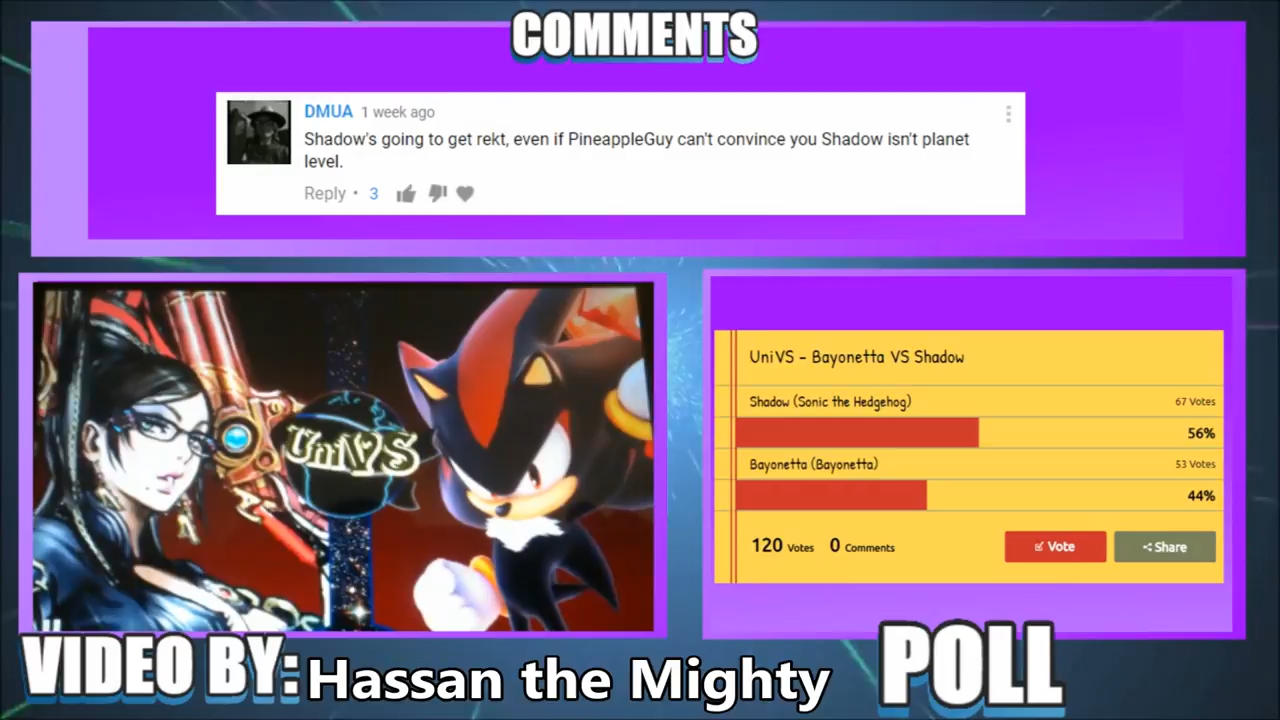 COMMENTS
DMUA 1 week ago
Shadow's going to get rekt, even if PineappleGuy can't convince you Shadow isn't planet
level.
Reply • 3
UniVS
UniVS - Bayonetta VS Shadow
Shadow (Sonic the Hedgehog) 67 Votes
56%
Bayonetta (Bayonetta) 53 Votes
44%
120 Votes 0 Comments Vote Share
VIDEO BY: Hassan the Mighty
POLL